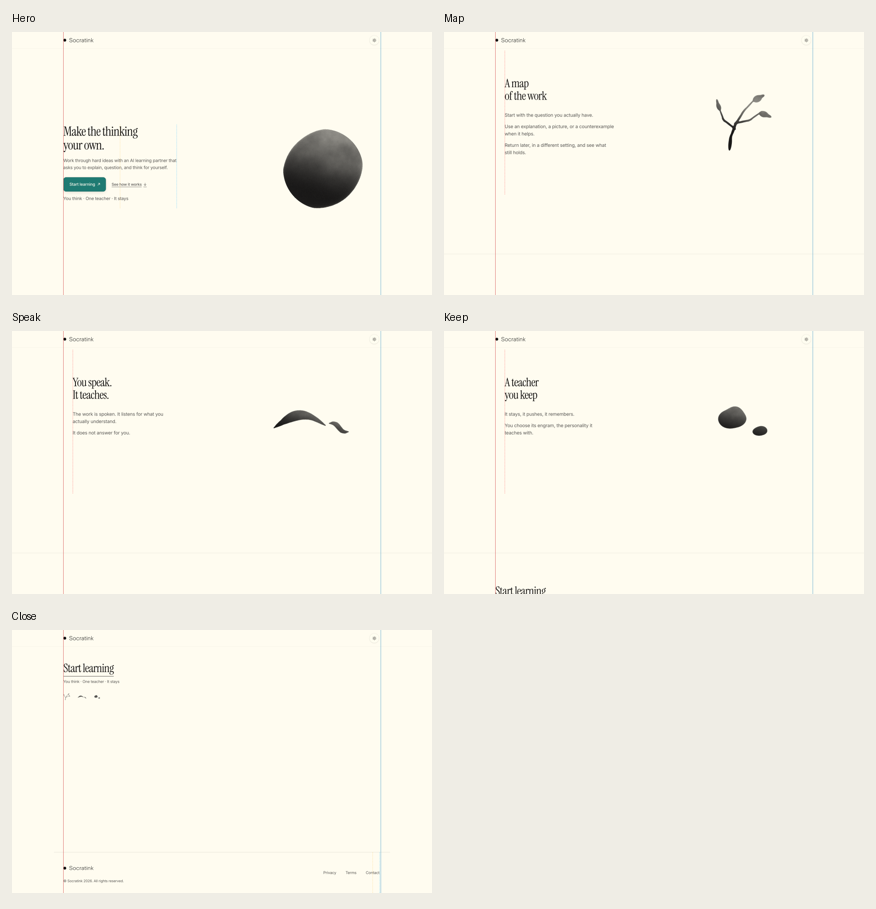 Hero
Socratink
Make the thinking
your own.
Work through hard ideas with an AI learning partner that
asks you to explain, question, and think for yourself.
Start learning ↗
See how it works ↓
You think · One teacher · It stays
Map
Socratink
A map
of the work
Start with the question you actually have.
Use an explanation, a picture, or a counterexample
when it helps.
Return later, in a different setting, and see what
still holds.
Speak
Socratink
You speak.
It teaches.
The work is spoken. It listens for what you
actually understand.
It does not answer for you.
Keep
Socratink
A teacher
you keep
It stays, it pushes, it remembers.
You choose its engram, the personality it
teaches with.
Start learning
Close
Socratink
Start learning
You think · One teacher · It stays
Socratink
Privacy Terms Contact
© Socratink 2026. All rights reserved.